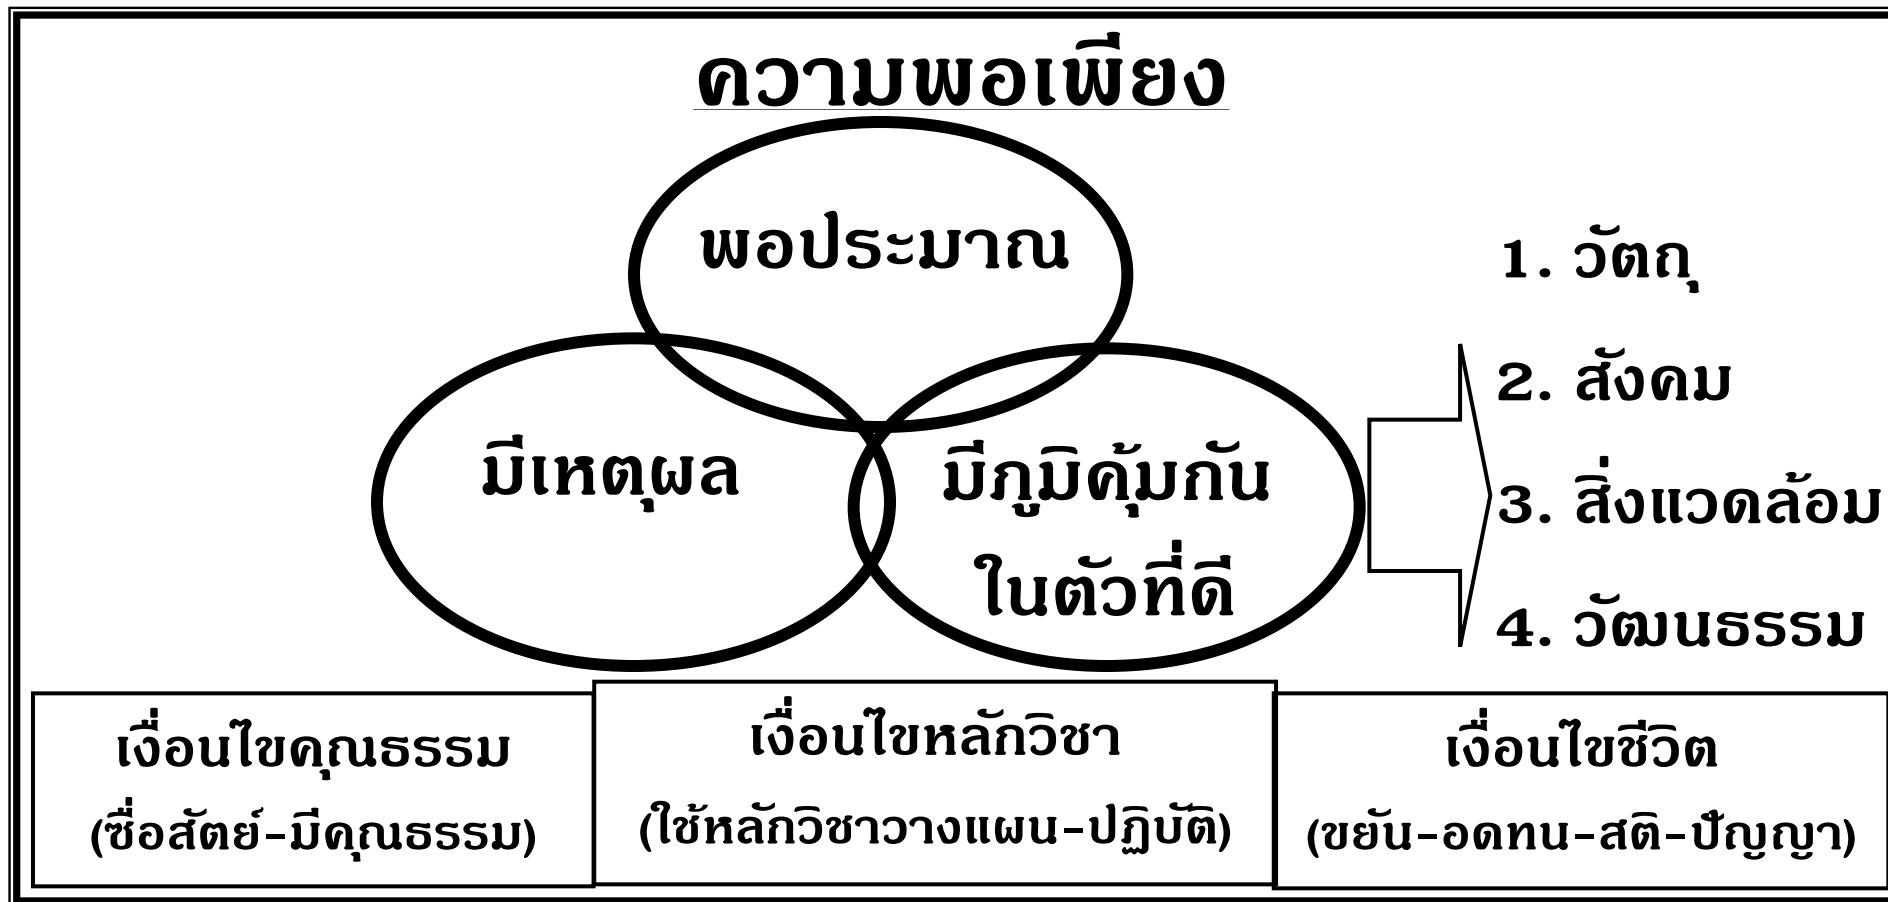 ความพอเพียง
พอประมาณ
มีเหตุผล
มีภูมิคุ้มกัน
ในตัวที่ดี
1. วัตถุ
2. สังคม
3. สิ่งแวดล้อม
4. วัฒนธรรม
เงื่อนไขคุณธรรม
(ซื่อสัตย์-มีคุณธรรม)
เงื่อนไขหลักวิชา
(ใช้หลักวิชาวางแผน-ปฏิบัติ)
เงื่อนไขชีวิต
(ขยัน-อดทน-สติ-ปัญญา)